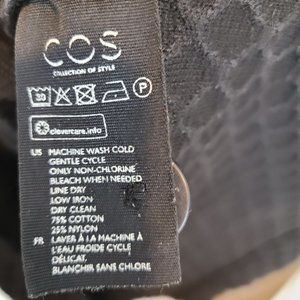 COS
COLLECTION OF STYLE
30
P
clevercare.info
US MACHINE WASH COLD
GENTLE CYCLE
ONLY NON-CHLORINE
BLEACH WHEN NEEDED
LINE DRY
LOW IRON
DRY CLEAN
75% COTTON
25% NYLON
FR LAVER À LA MACHINE À
L'EAU FROIDE CYCLE
DÉLICAT.
BLANCHIR SANS CHLORE